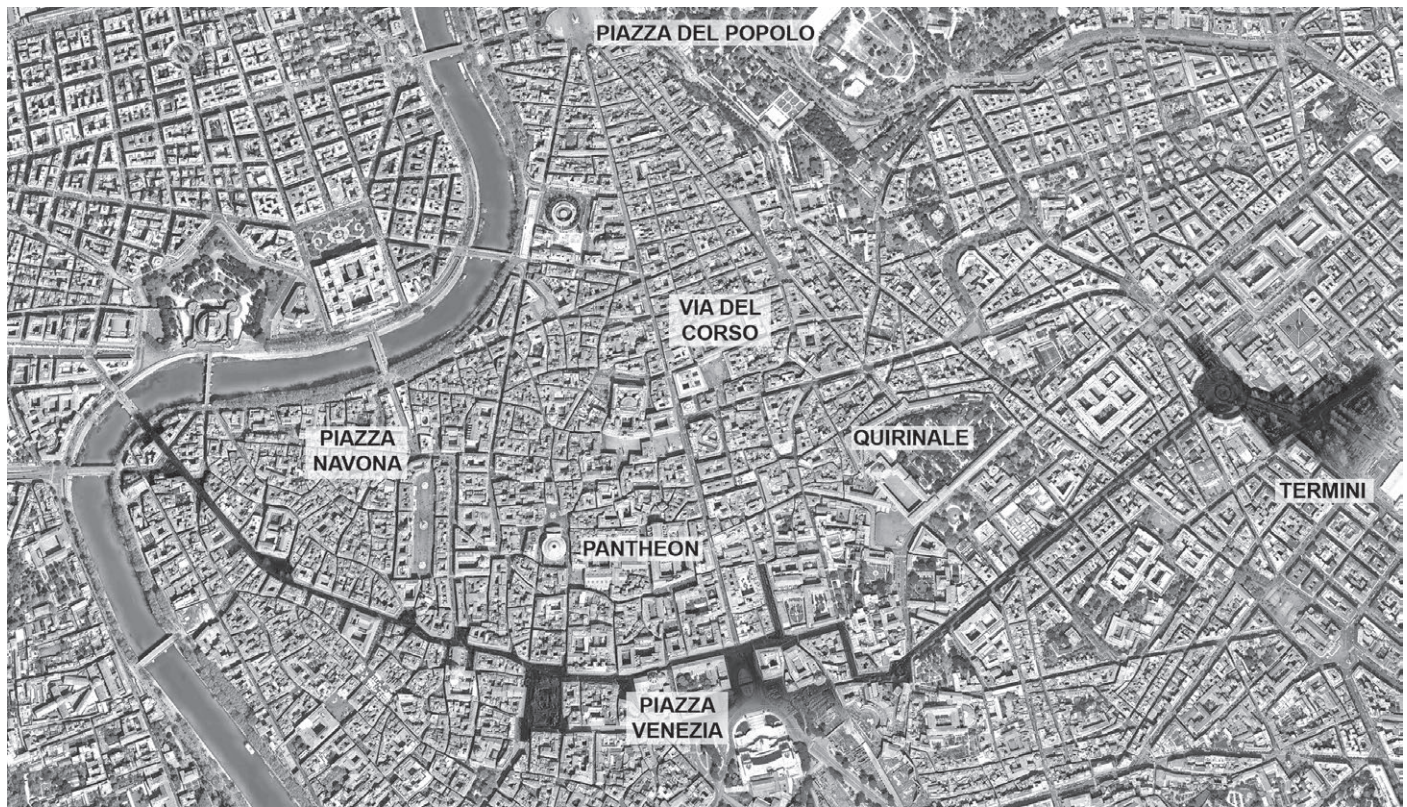 PIAZZA DEL POPOLO
VIA DEL
CORSO
PIAZZA
NAVONA
QUIRINALE
TERMINI
PANTHEON
PIAZZA
VENEZIA